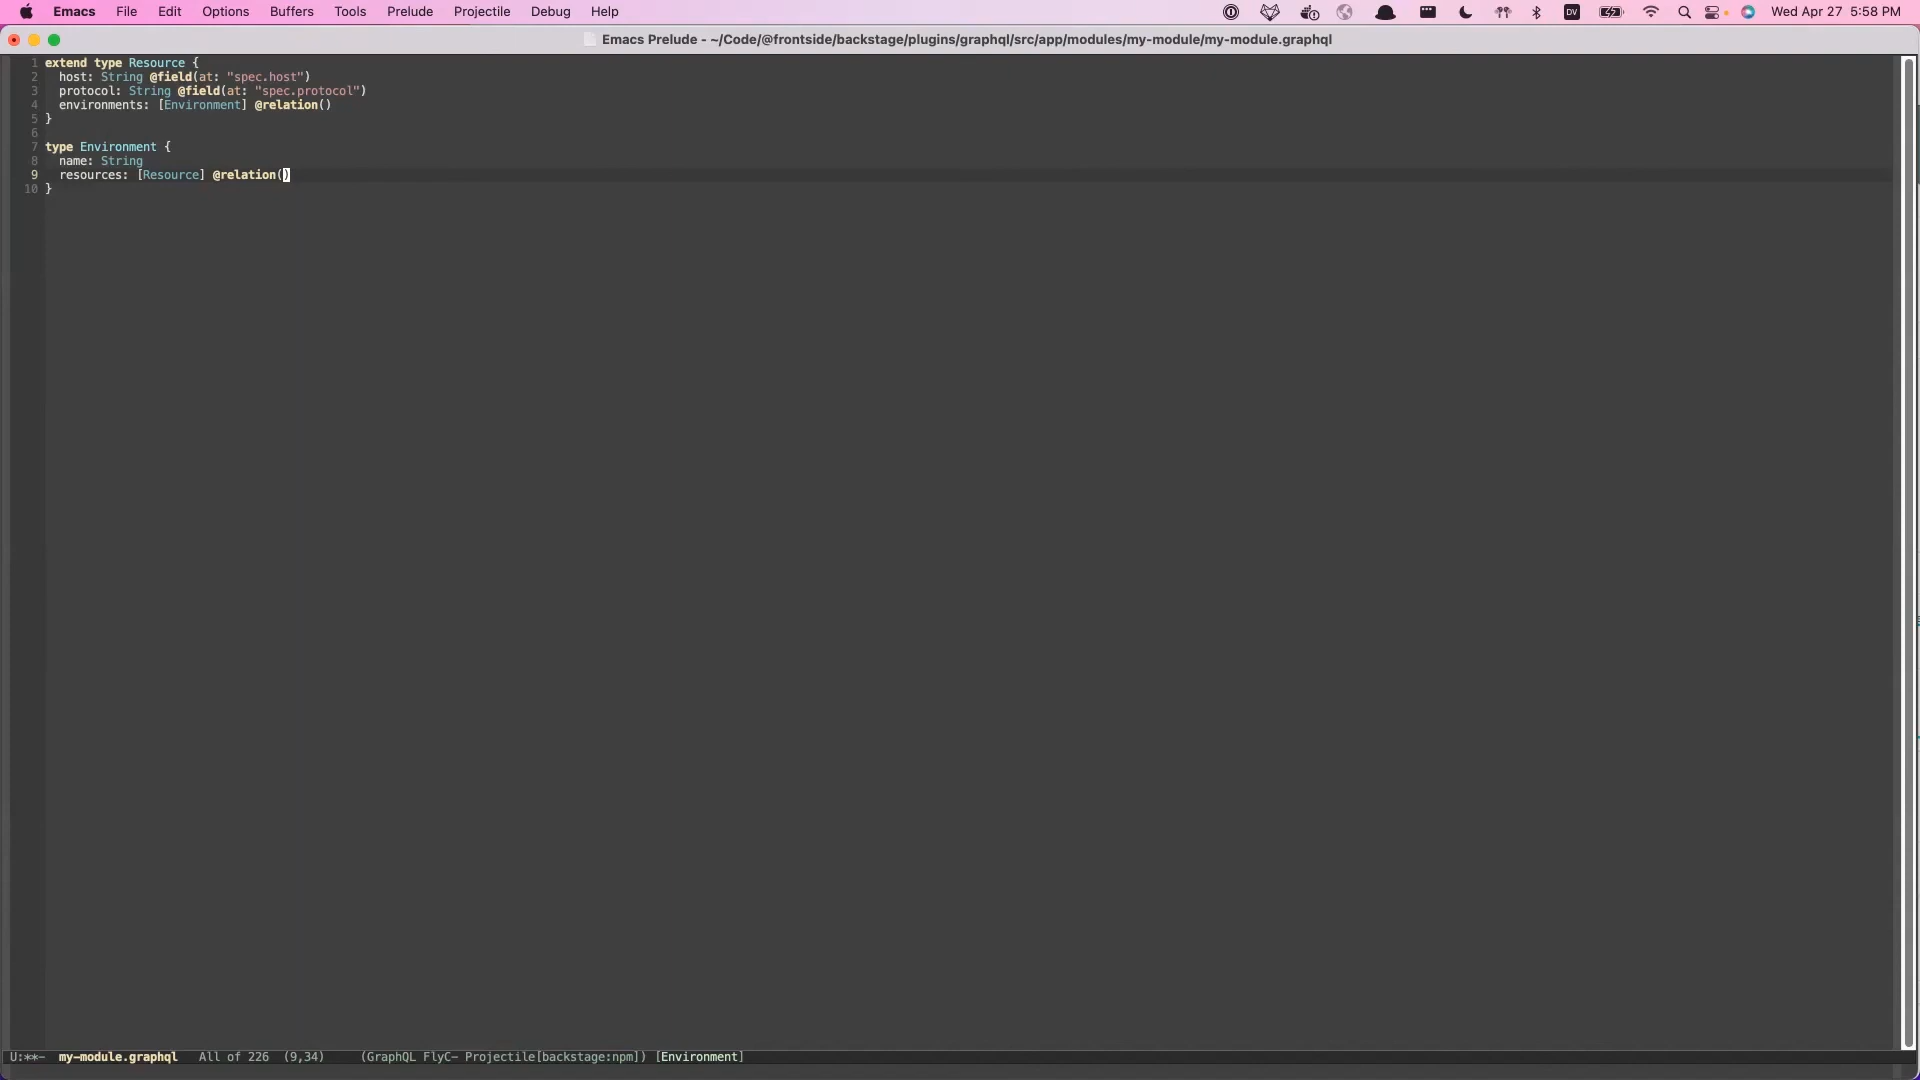 Emacs File Edit Options Buffers Tools Prelude Projectile Debug Help DV Wed Apr 27 5:58 PM
Emacs Prelude - ~/Code/@frontside/backstage/plugins/graphql/src/app/modules/my-module/my-module.graphql
1 extend type Resource {
2 host: String @field(at: "spec.host")
3 protocol: String @field(at: "spec.protocol")
4 environments: [Environment] @relation()
5 }
6
7 type Environment {
8 name: String
9 resources: [Resource] @relation()
10 }
U:**- my-module.graphql All of 226 (9,34) (GraphQL FlyC- Projectile[backstage:npm]) [Environment]